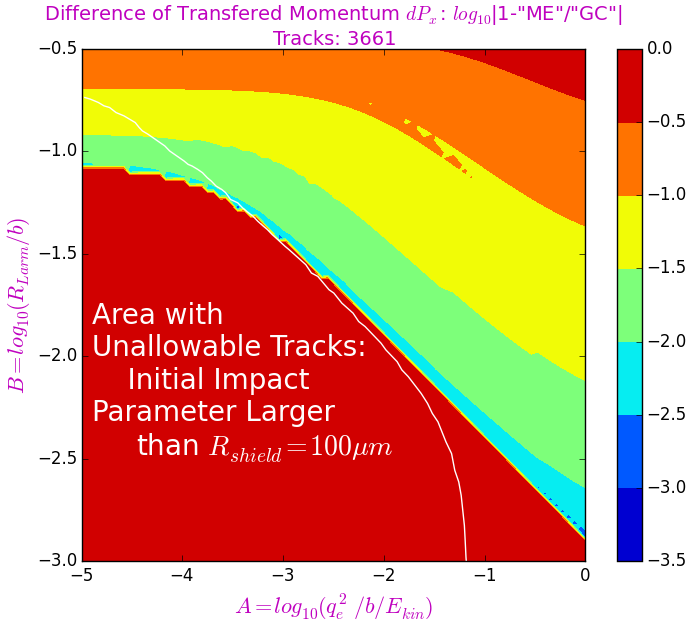 Difference of Transfered Momentum $dP_x$: $log_{10}$|1-"ME"/"GC"|
Tracks: 3661
−0.5
−1.0
−1.5
−2.0
−2.5
−3.0
$B=log_{10}(R_{Larm}/b)$
Area with
Unallowable Tracks:
Initial Impact
Parameter Larger
than $R_{shield}=100\mu m$
−5
−4
−3
−2
−1
0
$A=log_{10}(q_e^2\ /b/E_{kin})$
0.0
−0.5
−1.0
−1.5
−2.0
−2.5
−3.0
−3.5